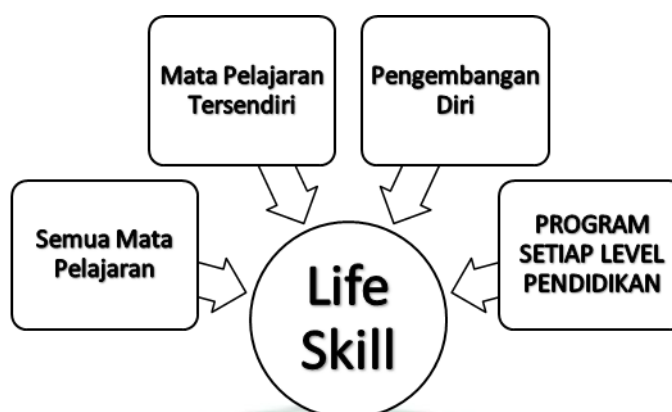 Mata Pelajaran
Tersendiri
Pengembangan
Diri
Semua Mata
Pelajaran
PROGRAM
SETIAP LEVEL
PENDIDIKAN
Life
Skill